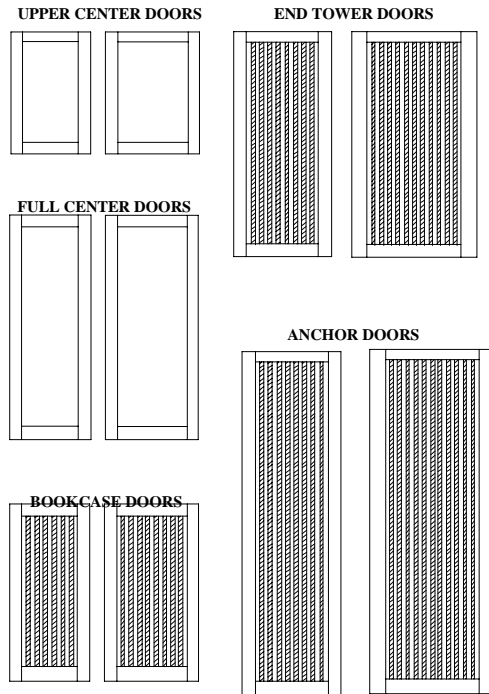 UPPER CENTER DOORS
END TOWER DOORS
FULL CENTER DOORS
ANCHOR DOORS
BOOKCASE DOORS